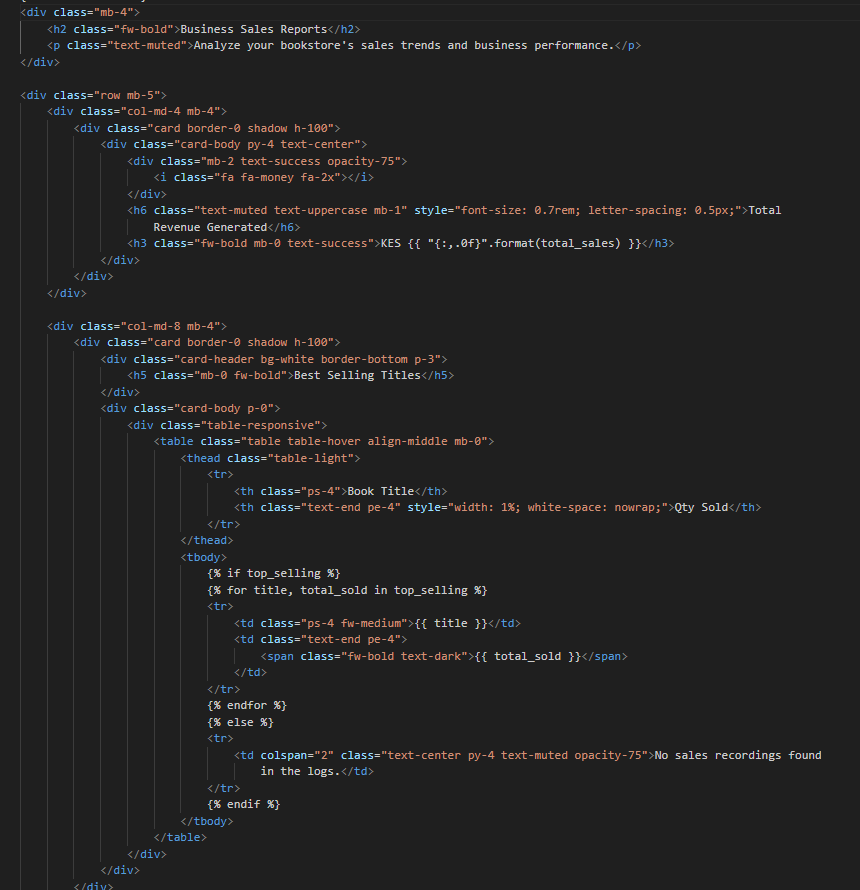 <div class="mb-4">
    <h2 class="fw-bold">Business Sales Reports</h2>
    <p class="text-muted">Analyze your bookstore's sales trends and business performance.</p>
</div>

<div class="row mb-5">
    <div class="col-md-4 mb-4">
        <div class="card border-0 shadow h-100">
            <div class="card-body py-4 text-center">
                <div class="mb-2 text-success opacity-75">
                    <i class="fa fa-money fa-2x"></i>
                </div>
                <h6 class="text-muted text-uppercase mb-1" style="font-size: 0.7rem; letter-spacing: 0.5px;">Total
                    Revenue Generated</h6>
                <h3 class="fw-bold mb-0 text-success">KES {{ "{:,.0f}".format(total_sales) }}</h3>
            </div>
        </div>
    </div>

    <div class="col-md-8 mb-4">
        <div class="card border-0 shadow h-100">
            <div class="card-header bg-white border-bottom p-3">
                <h5 class="mb-0 fw-bold">Best Selling Titles</h5>
            </div>
            <div class="card-body p-0">
                <div class="table-responsive">
                    <table class="table table-hover align-middle mb-0">
                        <thead class="table-light">
                            <tr>
                                <th class="ps-4">Book Title</th>
                                <th class="text-end pe-4" style="width: 1%; white-space: nowrap;">Qty Sold</th>
                            </tr>
                        </thead>
                        <tbody>
                            {% if top_selling %}
                            {% for title, total_sold in top_selling %}
                            <tr>
                                <td class="ps-4 fw-medium">{{ title }}</td>
                                <td class="text-end pe-4">
                                    <span class="fw-bold text-dark">{{ total_sold }}</span>
                                </td>
                            </tr>
                            {% endfor %}
                            {% else %}
                            <tr>
                                <td colspan="2" class="text-center py-4 text-muted opacity-75">No sales recordings found
                                    in the logs.</td>
                            </tr>
                            {% endif %}
                        </tbody>
                    </table>
                </div>
            </div>
        </div>